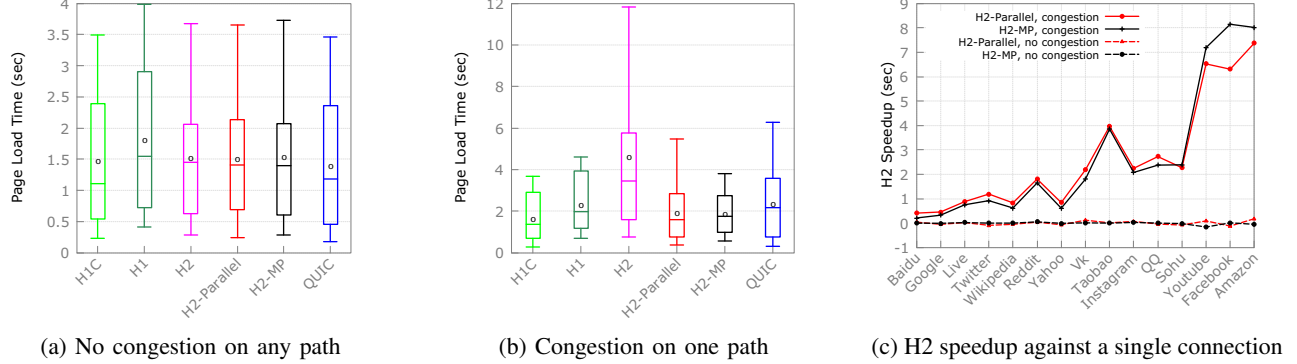 4
3.5
3
2.5
2
1.5
1
0.5
0
Page Load Time (sec)
H1C
H1
H2
H2-Parallel
H2-MP
QUIC
(a) No congestion on any path
12
10
8
6
4
2
0
Page Load Time (sec)
H1C
H1
H2
H2-Parallel
H2-MP
QUIC
(b) Congestion on one path
9
8
7
6
5
4
3
2
1
0
-1
H2 Speedup (sec)
H2-Parallel, congestion
H2-MP, congestion
H2-Parallel, no congestion
H2-MP, no congestion
Baidu
Google
Live
Twitter
Wikipedia
Reddit
Yahoo
Vk
Taobao
Instagram
QQ
Sohu
Youtube
Facebook
Amazon
(c) H2 speedup against a single connection